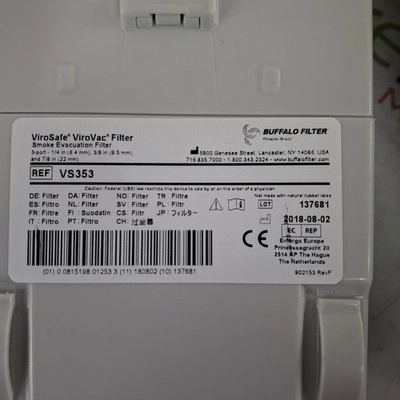 ViroSafe® ViroVac® Filter
Smoke Evacuation Filter
3-port - 1/4 in (6.4 mm), 3/8 in (9.5 mm)
and 7/8 in (22 mm)
BUFFALO FILTER
5900 Genesee Street, Lancaster, NY 14086, USA
716.835.7000 - 1.800.343.2324 - www.buffalofilter.com
REF VS353
Caution: Federal (USA) law restricts this device to sale by or on the order of a physician.
Not made with natural rubber latex
DE: Filter DA: Filter NO: Filter TR: Filtre
ES: Filtro NL: Filter SV: Filter PL: Filtr
FR: Filtre FI: Suodatin CS: Filtr JP: フィルター
IT: Filtro PT: Filtro CH: 过滤器
LOT 137681
2018-08-02
EC REP
Emergo Europe
Prinsessegracht 20
2514 AP The Hague
The Netherlands
CE
(01) 0 0815198 01253 3 (11) 180802 (10) 137681
902153 RevF